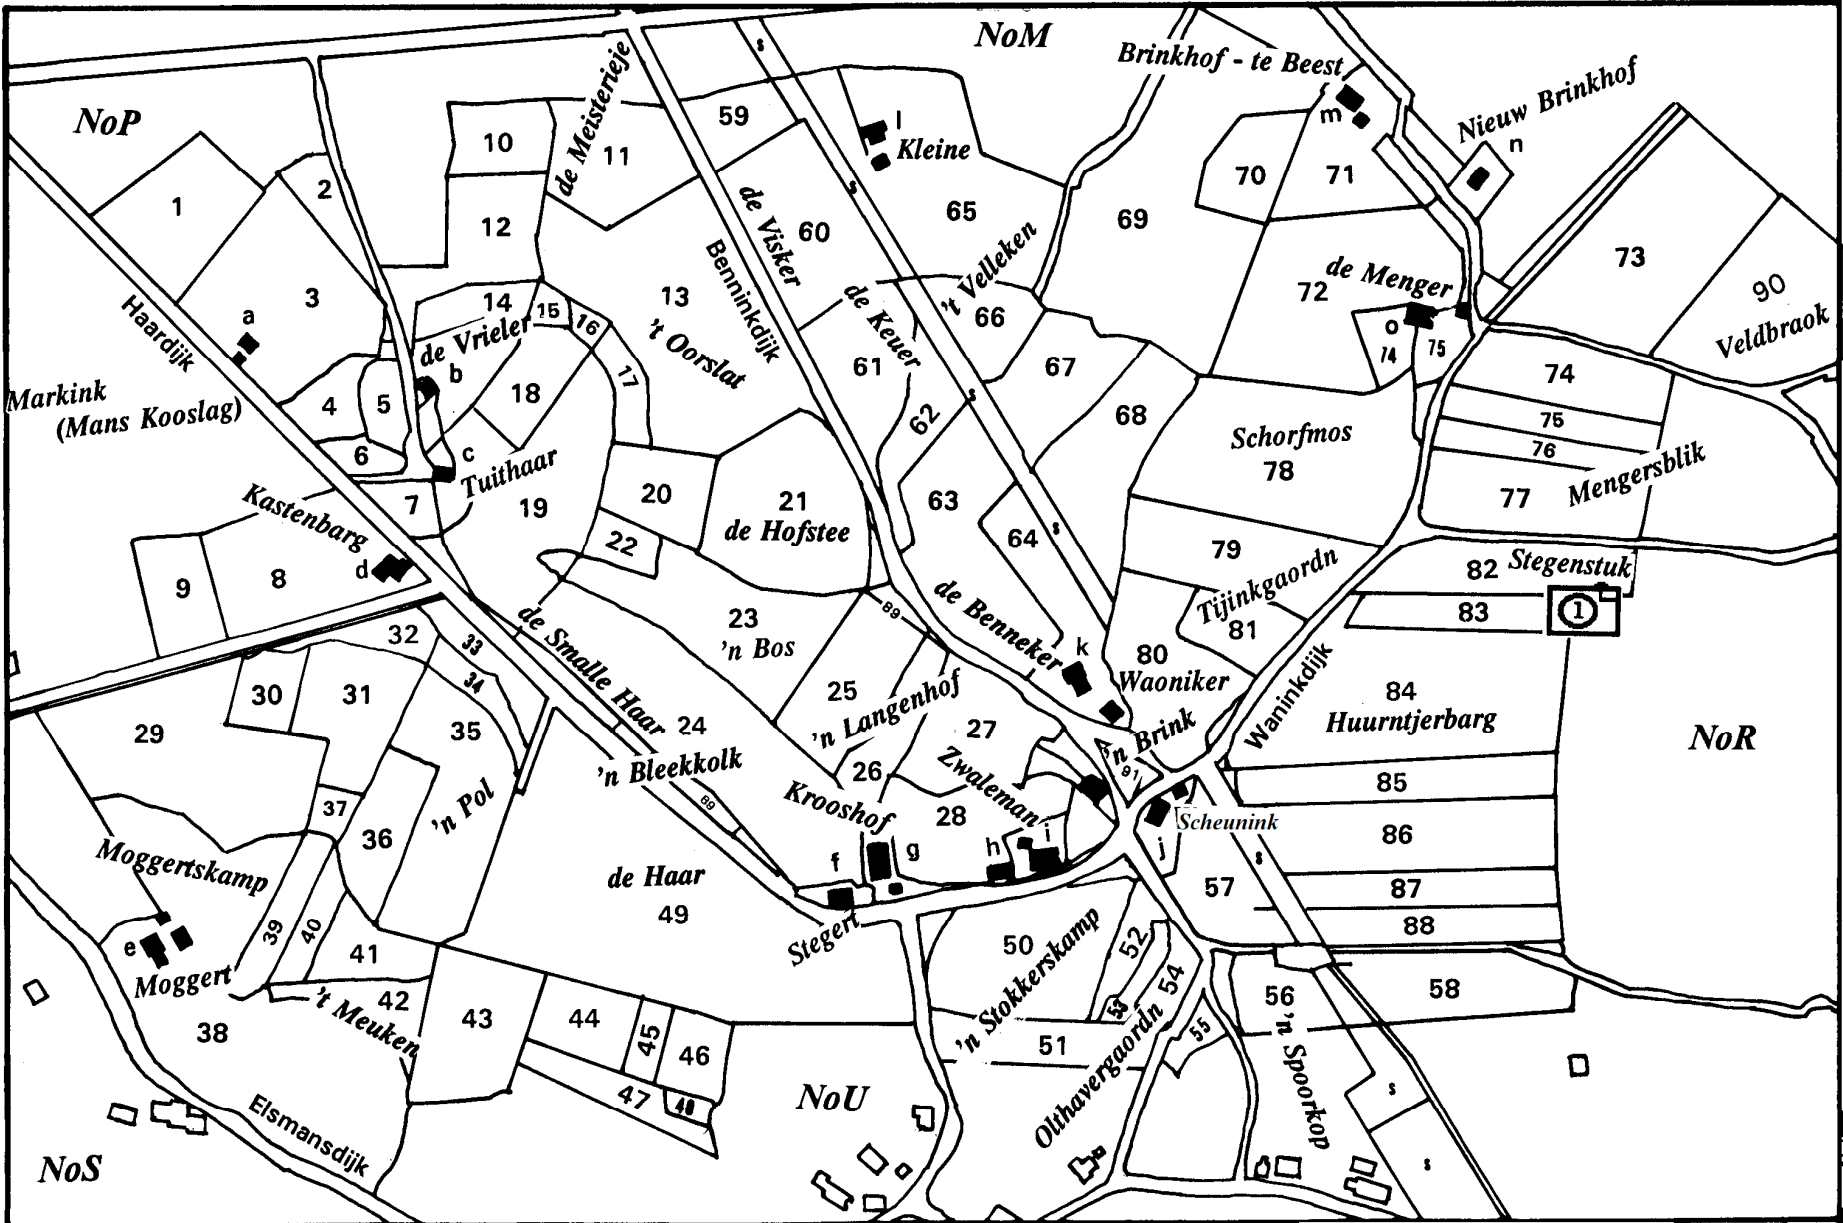 NoM
Brinkhof - te Beest
m
Nieuw Brinkhof
n
NoP
de Meisterieje
s
59
l
Kleine
10
11
1
2
12
70
71
69
73
90
Veldbraok
3
a
Haardijk
13
't Oorslat
Benninkdijk
de Visker
60
s
65
't Velleken
66
de Keuer
72
de Menger
o
74
75
14
15
16
17
de Vrieler
b
18
61
62
67
68
s
74
75
76
77
Mengersblik
Markink
(Mans Kooslag)
4
5
6
c
Tuithaar
7
Schorfmos
78
Kastenbarg
d
19
20
21
de Hofstee
22
63
64
s
79
Tijinkgaordn
81
82
Stegenstuk
83
1
9
8
32
33
34
de Smalle Haar
23
'n Bos
89
de Benneker
k
80
Waoniker
Waninkdijk
84
Huurntjerbarg
NoR
29
30
31
35
24
'n Bleekkolk
89
25
'n Langenhof
26
27
Zwaleman
'n Brink
91
85
86
87
88
37
36
'n Pol
Krooshof
28
f
g
h
i
j
Scheunink
s
57
Moggertskamp
e
Moggert
39
40
41
de Haar
49
Stegert
38
't Meuken
42
43
44
45
46
47
48
50
'n Stokkerskamp
51
52
53
54
55
Olthavergaordn
56
'n Spoorkop
58
s
s
NoU
NoS
Elsmansdijk